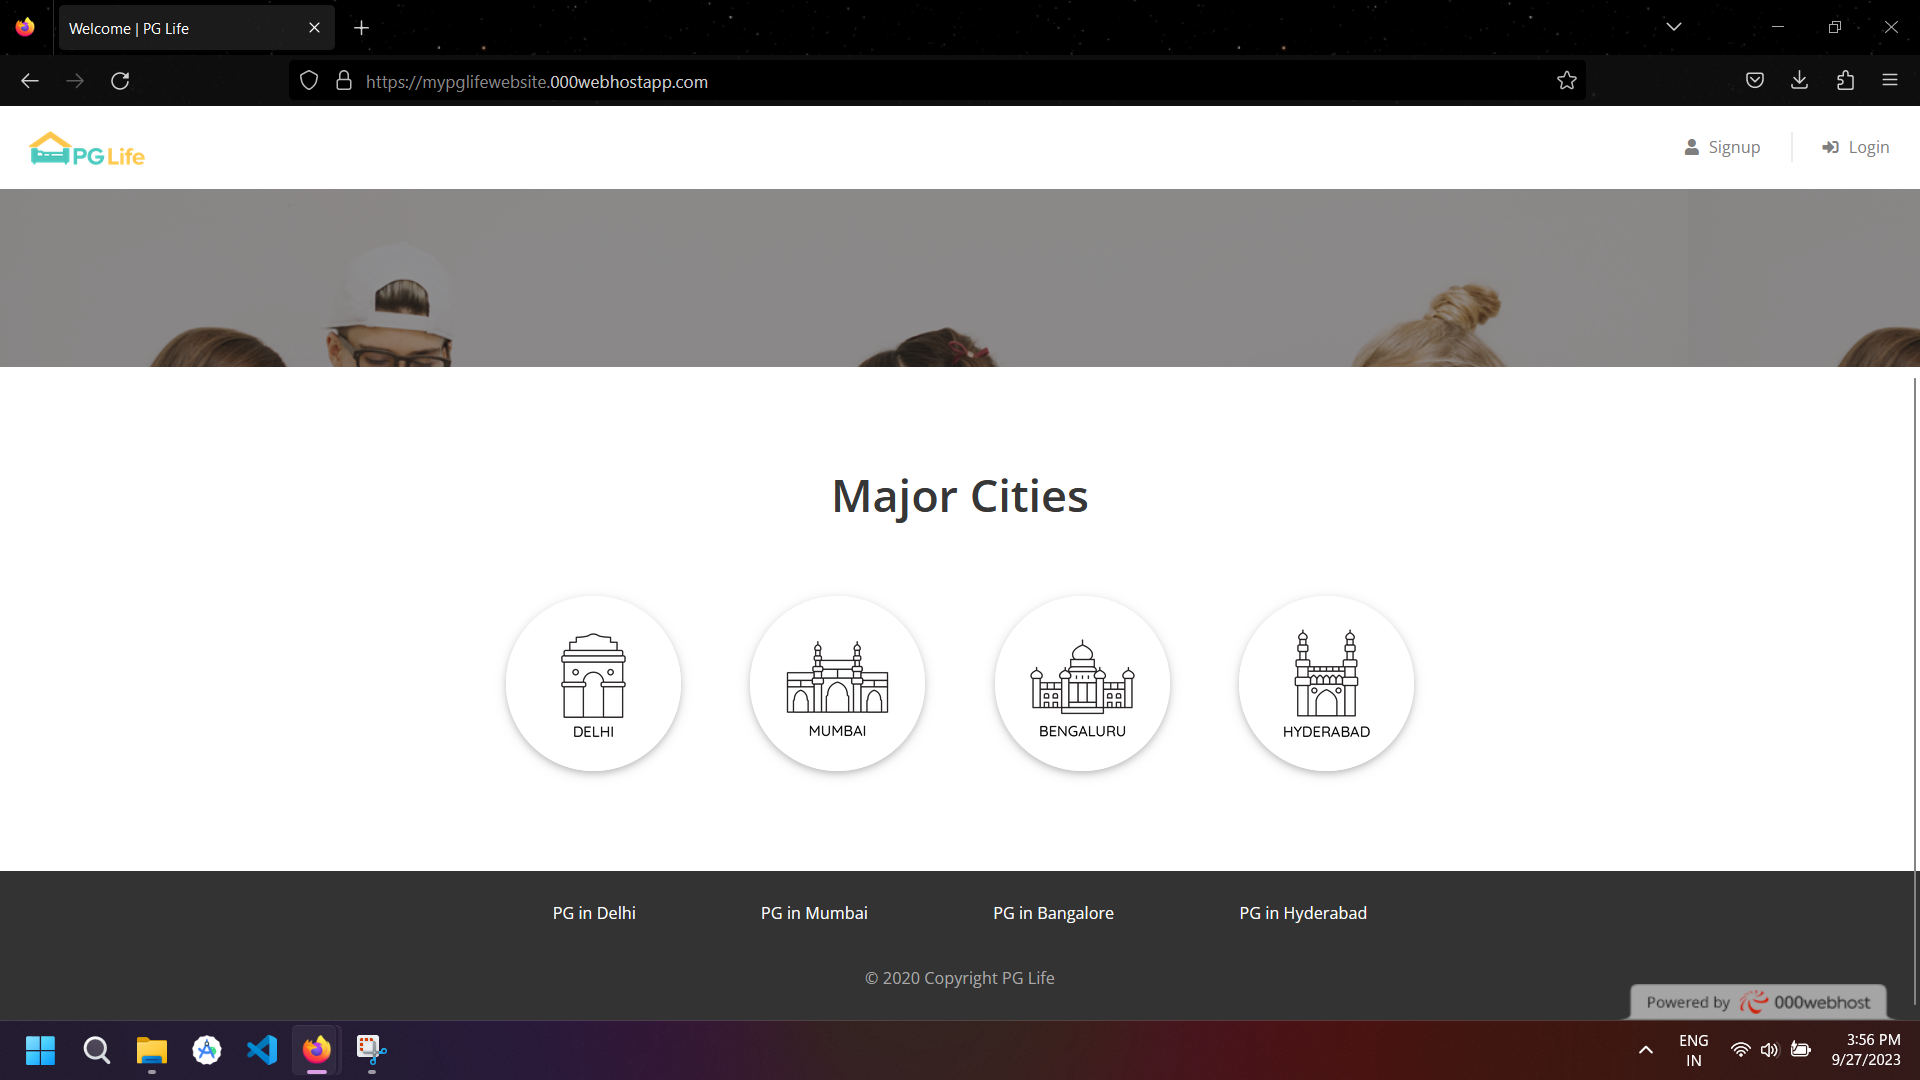 Welcome | PG Life
https://mypglifewebsite.000webhostapp.com
PG Life
Signup
Login
Major Cities
DELHI
MUMBAI
BENGALURU
HYDERABAD
PG in Delhi
PG in Mumbai
PG in Bangalore
PG in Hyderabad
© 2020 Copyright PG Life
Powered by 000webhost
ENG
IN
3:56 PM
9/27/2023